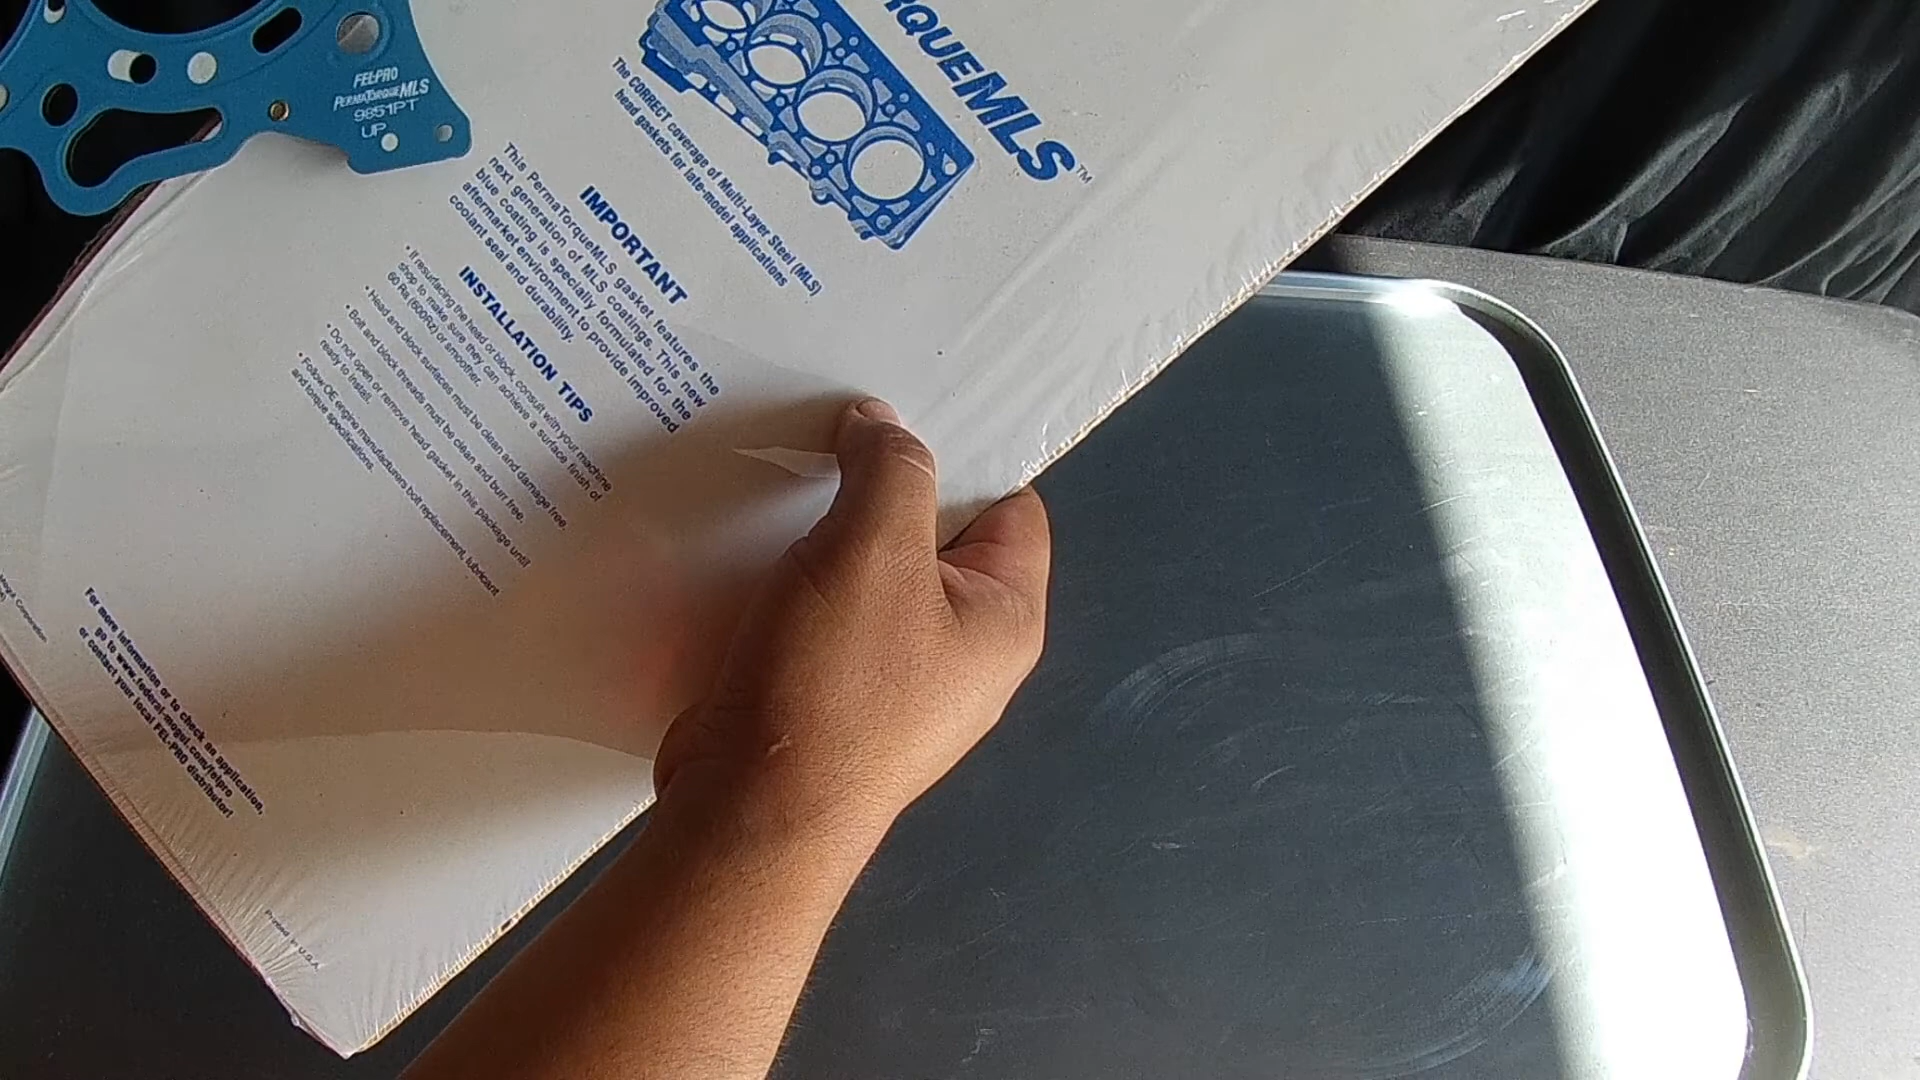 FEL-PRO
PERMATORQUEMLS
9851PT
UP
RQUEMLS™
The CORRECT coverage of Multi-Layer Steel (MLS)
head gaskets for late-model applications
IMPORTANT
This PermaTorqueMLS gasket features the
next generation of MLS coatings. This new
blue coating is specially formulated for the
aftermarket environment to provide improved
coolant seal and durability.
INSTALLATION TIPS
• If resurfacing the head or block, consult with your machine
shop to make sure they can achieve a surface finish of
60 Ra (600Rz) or smoother.
• Head and block surfaces must be clean and damage free.
• Bolt and block threads must be clean and burr free.
• Do not open or remove head gasket in this package until
ready to install.
• Follow OE engine manufacturers bolt replacement, lubricant
and torque specifications.
For more information or to check an application,
go to www.federal-mogul.com/felpro
or contact your local FEL-PRO distributor!
Mogul Corporation
Printed in U.S.A.